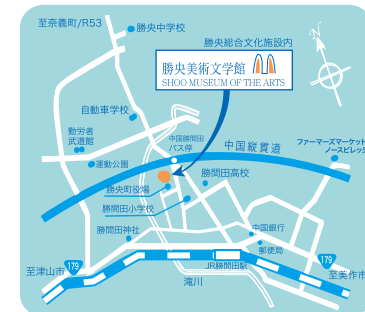 至奈義町/R53
勝央中学校
勝央総合文化施設内
勝央美術文学館
SHOO MUSEUM OF THE ARTS
自動車学校
勤労者
武道館
中国勝間田
バス停
中国縦貫道
ファーマーズマーケット
ノースビレッジ
運動公園
勝央町役場
勝間田高校
勝間田小学校
勝間田神社
中国銀行
郵便局
179
至津山市
JR勝間田駅
滝川
179
至美作市